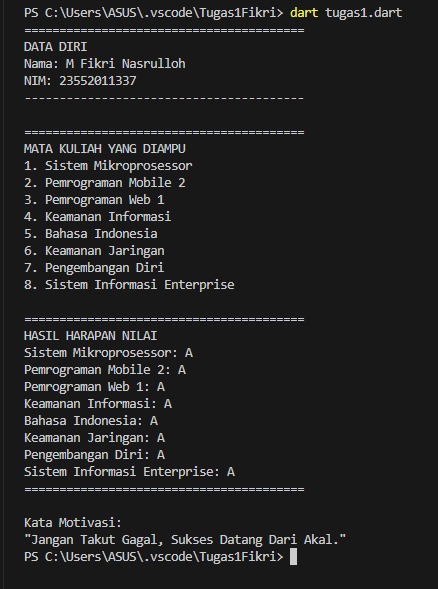 PS C:\Users\ASUS\.vscode\Tugas1Fikri> dart tugas1.dart
========================================
DATA DIRI
Nama: M Fikri Nasrulloh
NIM: 23552011337
----------------------------------------
========================================
MATA KULIAH YANG DIAMPU
1. Sistem Mikroprosessor
2. Pemrograman Mobile 2
3. Pemrograman Web 1
4. Keamanan Informasi
5. Bahasa Indonesia
6. Keamanan Jaringan
7. Pengembangan Diri
8. Sistem Informasi Enterprise
========================================
HASIL HARAPAN NILAI
Sistem Mikroprosessor: A
Pemrograman Mobile 2: A
Pemrograman Web 1: A
Keamanan Informasi: A
Bahasa Indonesia: A
Keamanan Jaringan: A
Pengembangan Diri: A
Sistem Informasi Enterprise: A
========================================
Kata Motivasi:
"Jangan Takut Gagal, Sukses Datang Dari Akal."
PS C:\Users\ASUS\.vscode\Tugas1Fikri>